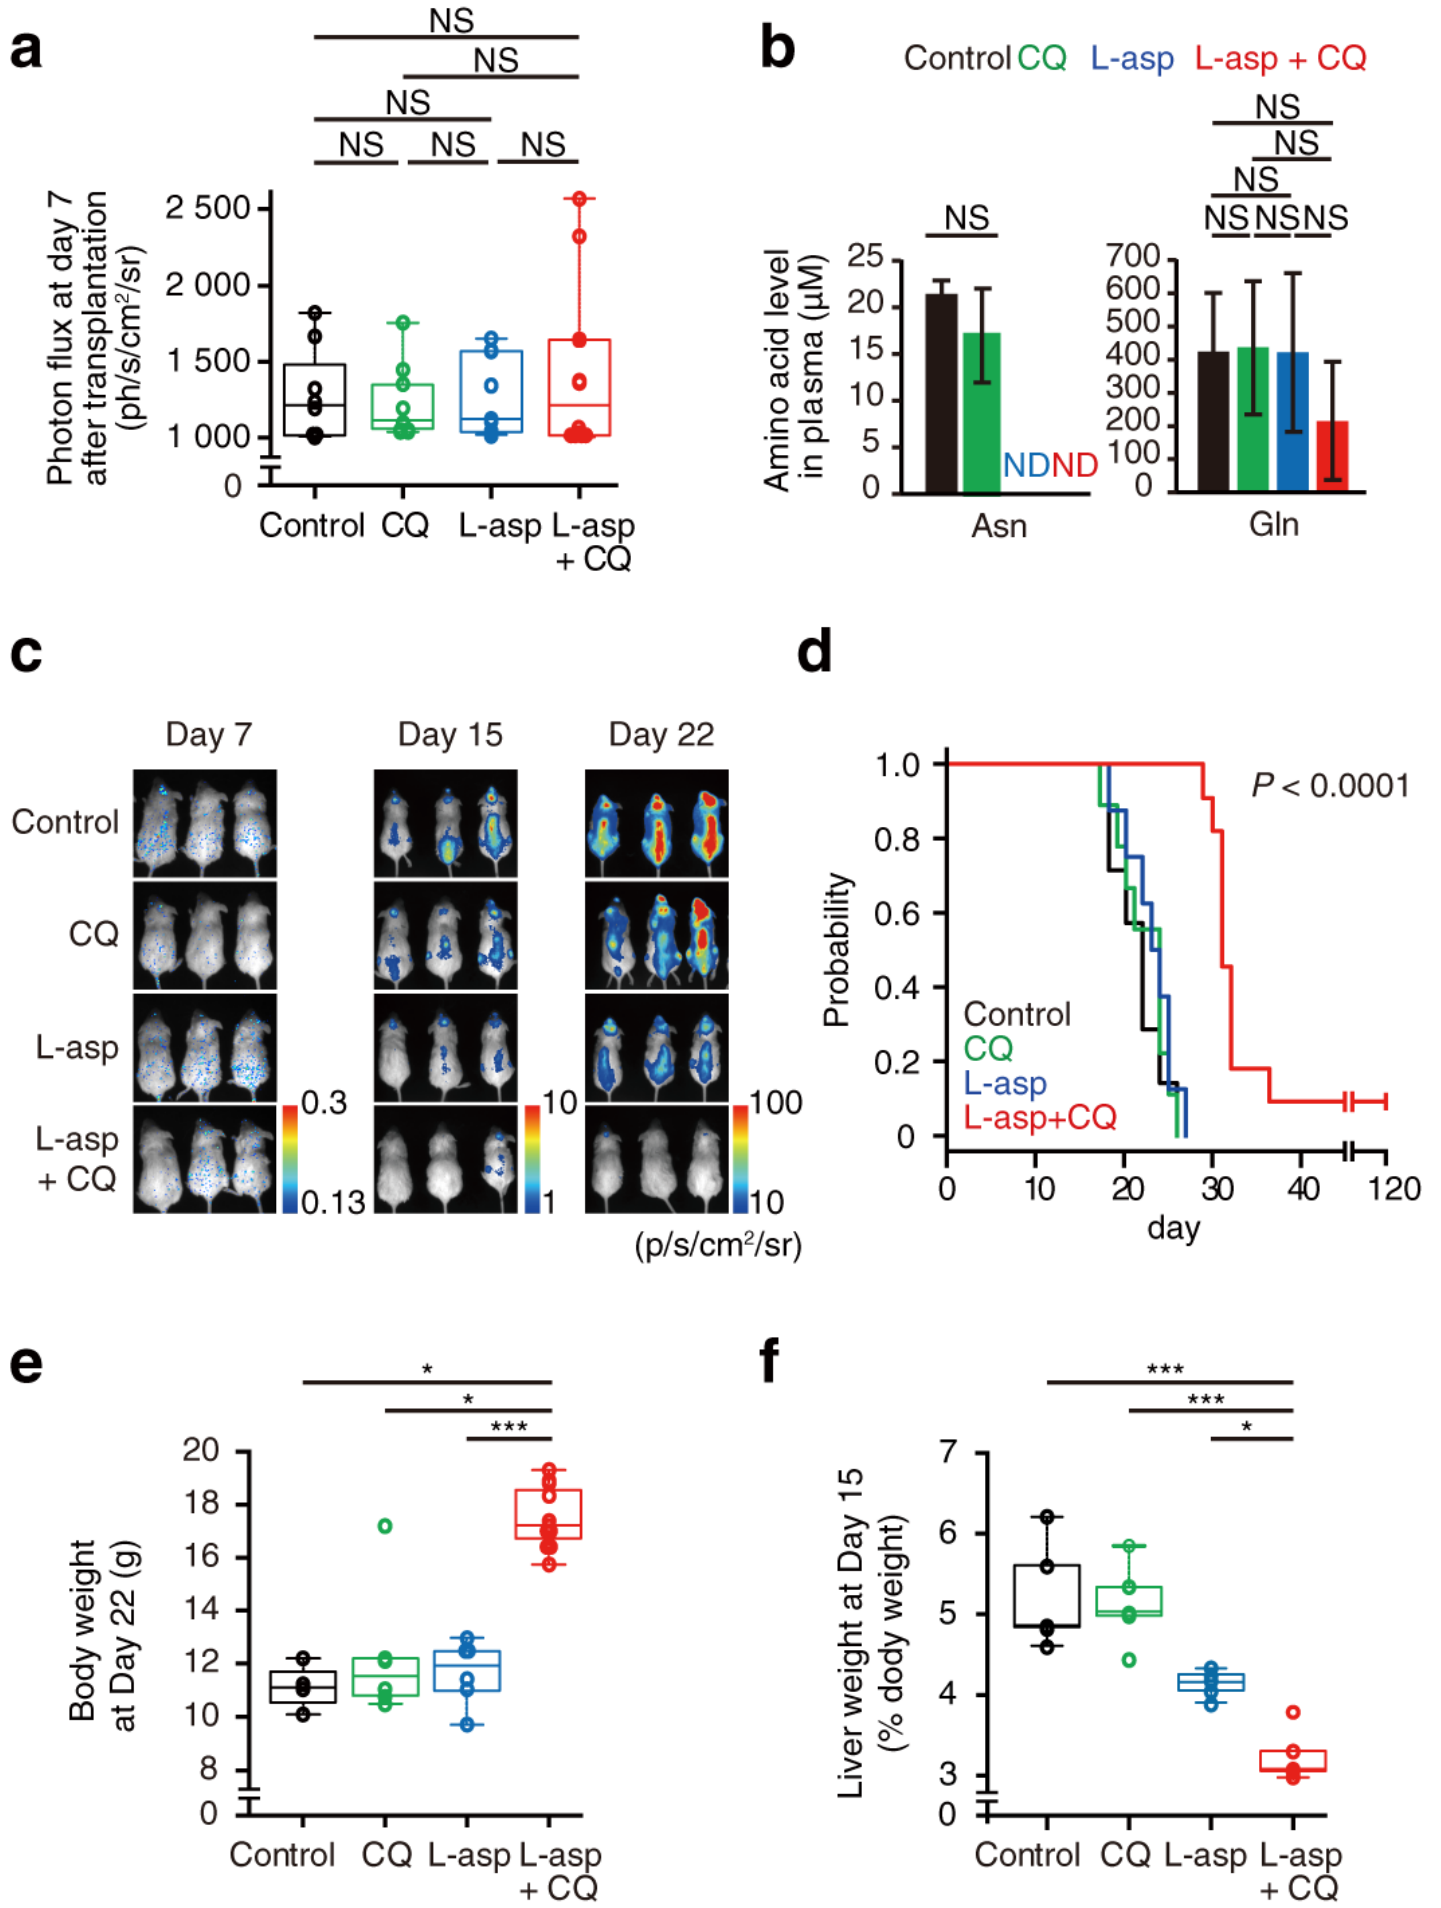 a
NS
NS
NS
NS NS NS
Photon flux at day 7
after transplantation
(ph/s/cm²/sr)
2 500
2 000
1 500
1 000
0
Control CQ L-asp L-asp
+ CQ
b
Control CQ L-asp L-asp + CQ
NS
NS
NS
NS NS NS
NS
Amino acid level
in plasma (µM)
25
20
15
10
5
0
ND ND
Asn
700
600
500
400
300
200
100
0
Gln
c
Day 7 Day 15 Day 22
Control
CQ
L-asp
L-asp
+ CQ
0.3
0.13
10
1
100
10
(p/s/cm²/sr)
d
Probability
1.0
0.8
0.6
0.4
0.2
0
P < 0.0001
Control
CQ
L-asp
L-asp+CQ
0 10 20 30 40 120
day
e
*
*
***
Body weight
at Day 22 (g)
20
18
16
14
12
10
8
0
Control CQ L-asp L-asp
+ CQ
f
***
***
*
Liver weight at Day 15
(% dody weight)
7
6
5
4
3
0
Control CQ L-asp L-asp
+ CQ